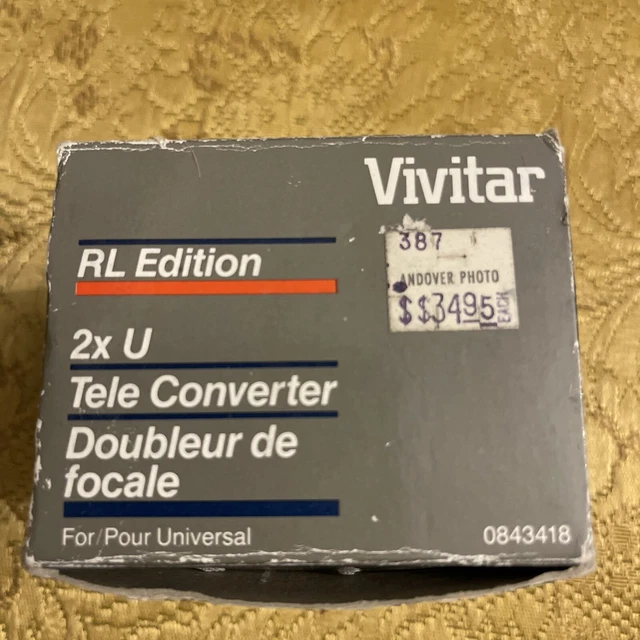 Vivitar
387
ANDOVER PHOTO
$$3495 EACH
RL Edition
2x U
Tele Converter
Doubleur de
focale
For/Pour Universal
0843418